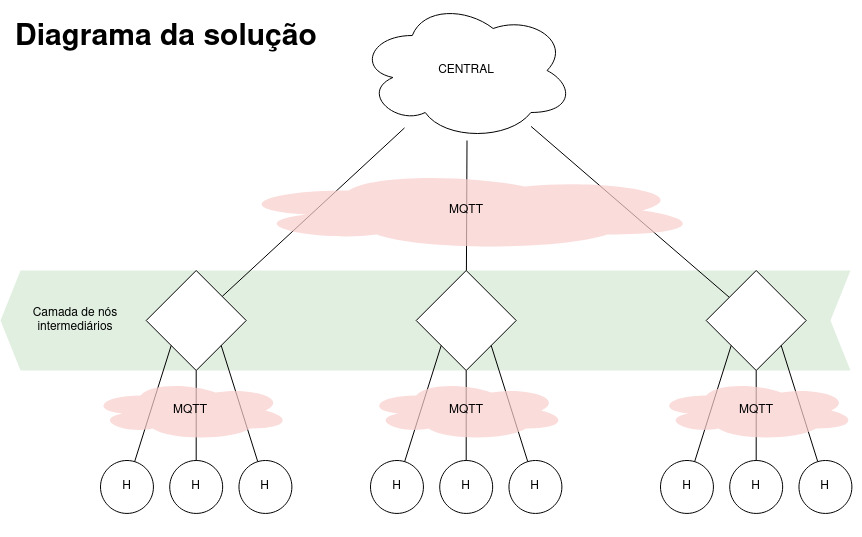 Diagrama da solução
CENTRAL
MQTT
Camada de nós
intermediários
MQTT
MQTT
MQTT
H
H
H
H
H
H
H
H
H